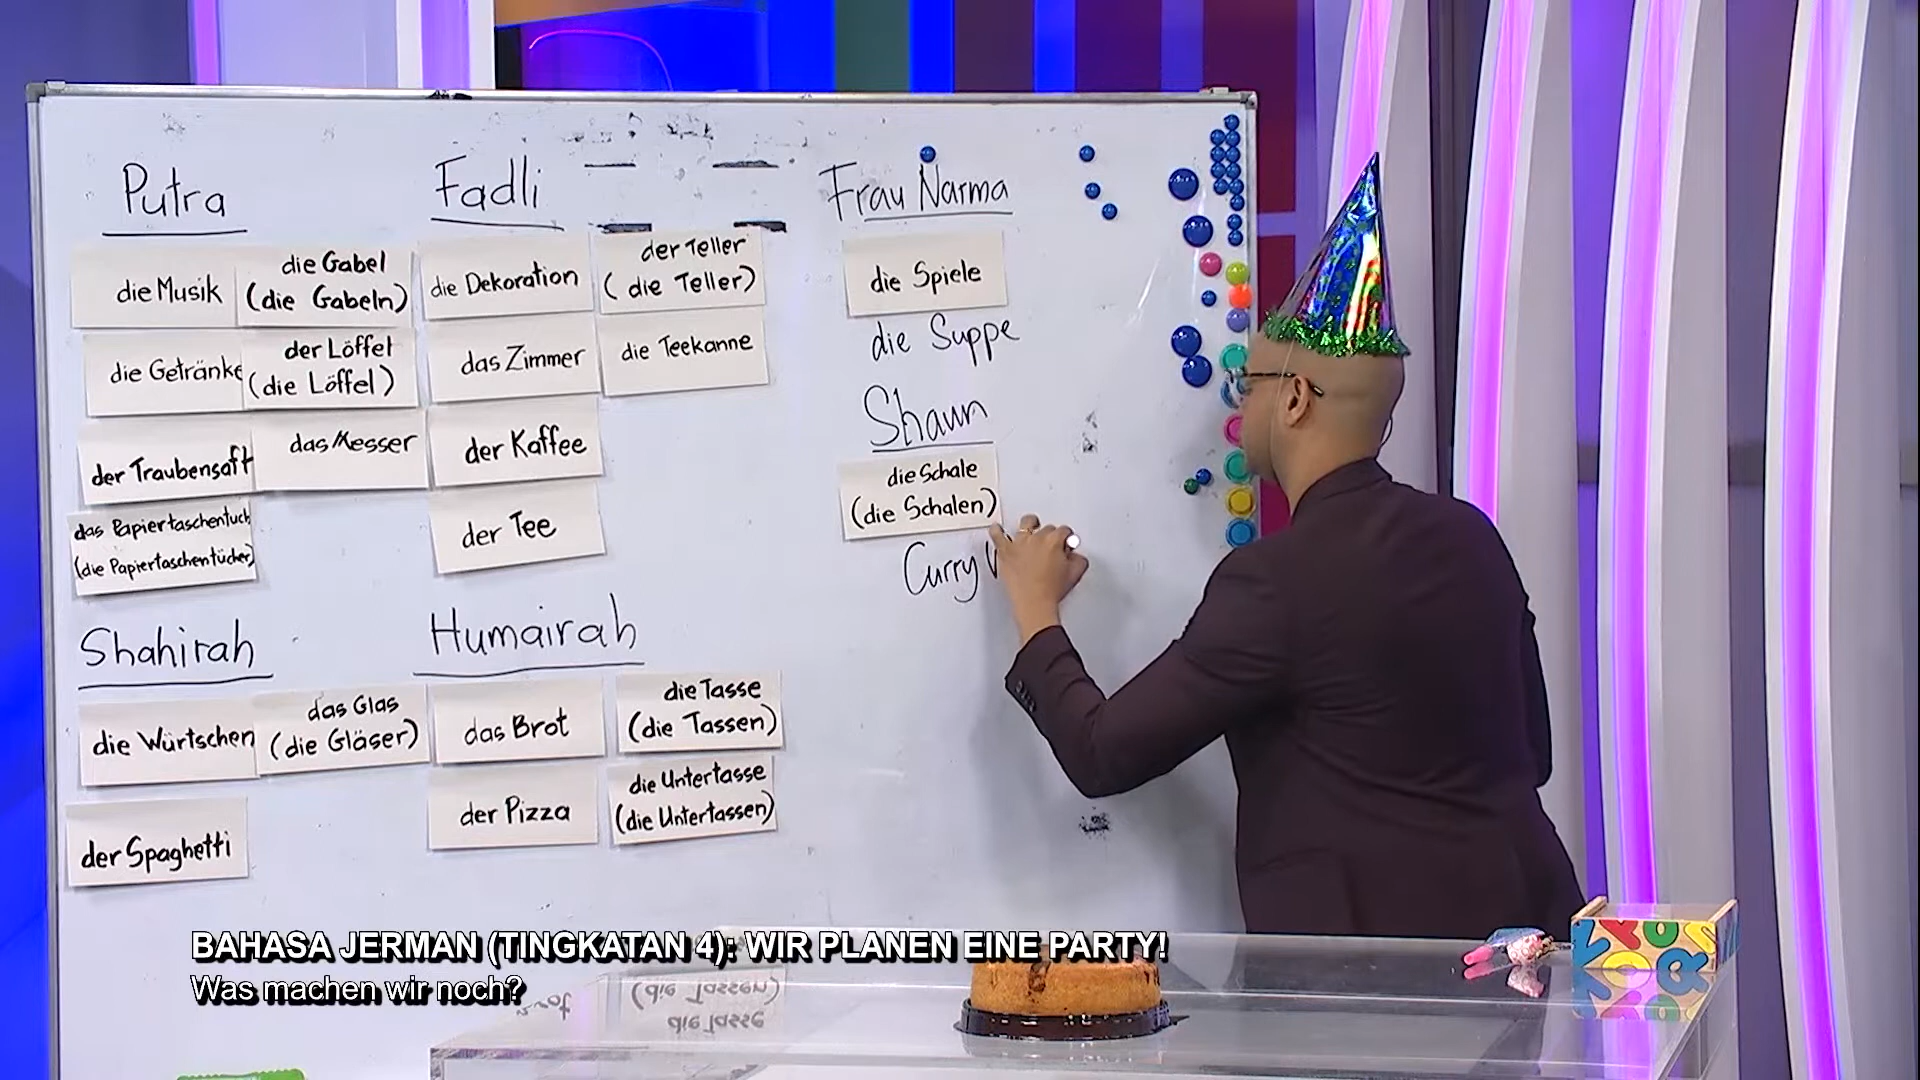 Putra
die Musik
die Gabel
(die Gabeln)
die Getränke
der Löffel
(die Löffel)
der Traubensaft
das Messer
das Papiertaschentuch
(die Papiertaschentücher)
Fadli
die Dekoration
der Teller
(die Teller)
das Zimmer
die Teekanne
der Kaffee
der Tee
Frau Narma
die Spiele
die Suppe
Shaun
die Schale
(die Schalen)
Curry
Shahirah
die Würtschen
das Glas
(die Gläser)
der Spaghetti
Humairah
das Brot
die Tasse
(die Tassen)
der Pizza
die Untertasse
(die Untertassen)
BAHASA JERMAN (TINGKATAN 4): WIR PLANEN EINE PARTY!
Was machen wir noch?